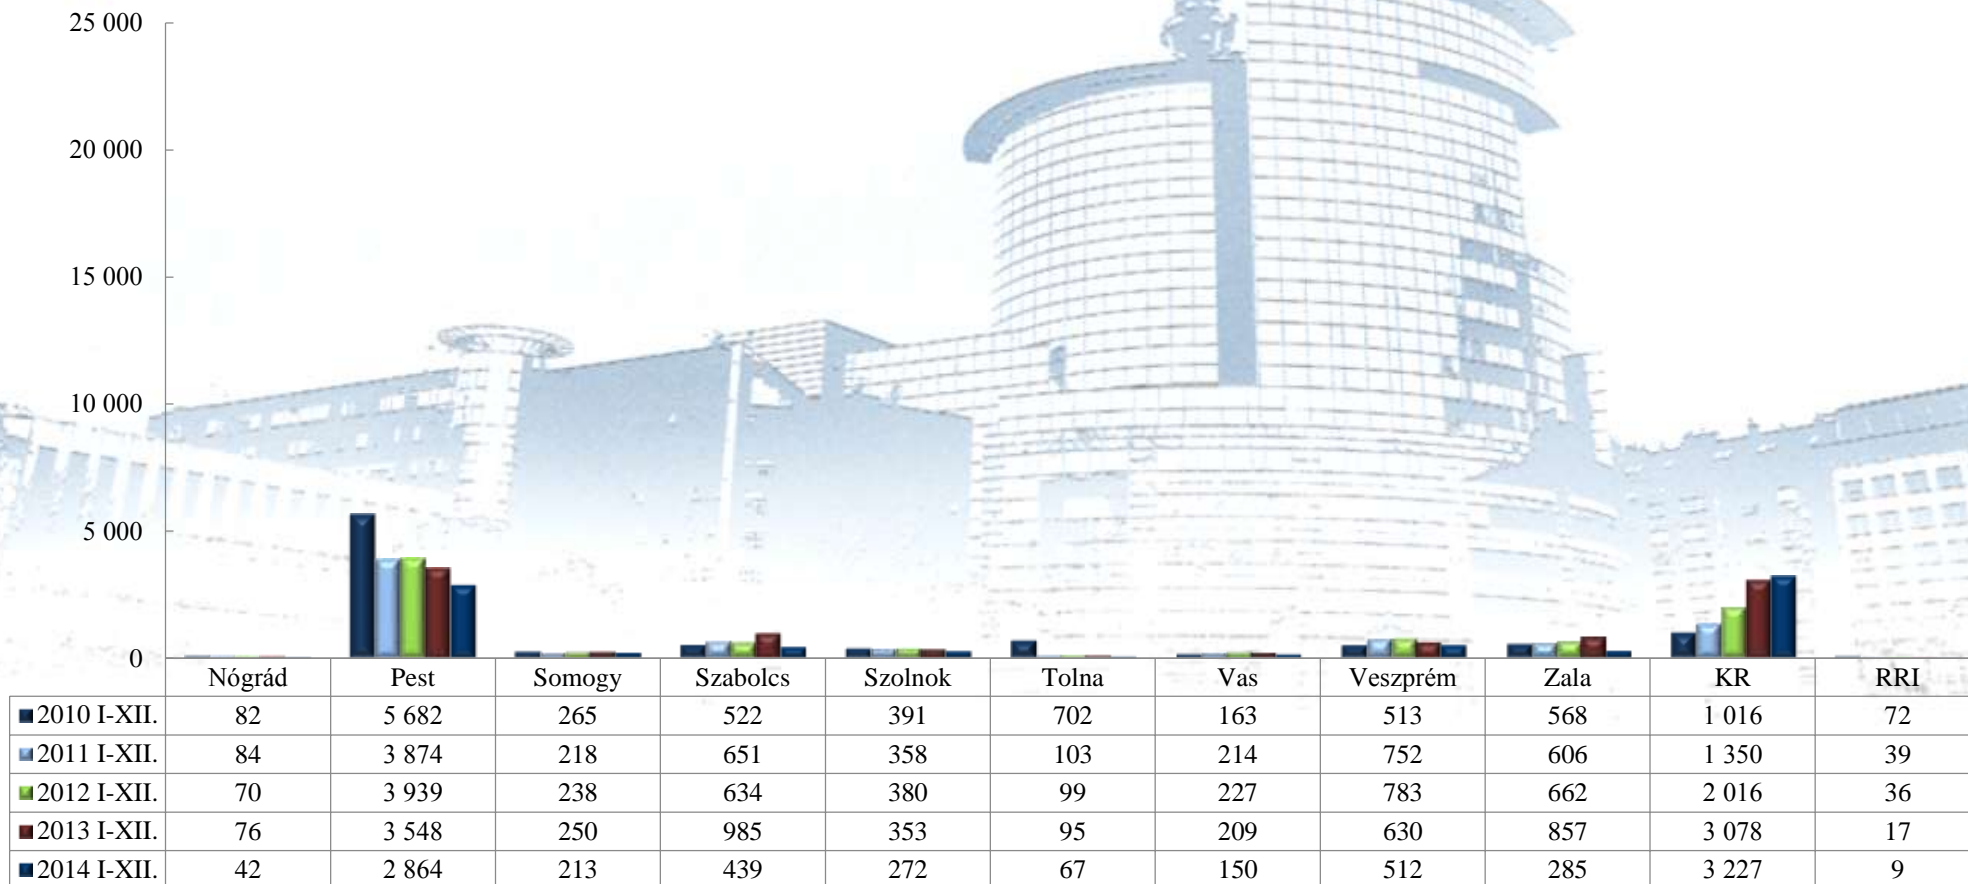 25 000
20 000
15 000
10 000
5 000
0
Nógrád Pest Somogy Szabolcs Szolnok Tolna Vas Veszprém Zala KR RRI
2010 I-XII. 82 5 682 265 522 391 702 163 513 568 1 016 72
2011 I-XII. 84 3 874 218 651 358 103 214 752 606 1 350 39
2012 I-XII. 70 3 939 238 634 380 99 227 783 662 2 016 36
2013 I-XII. 76 3 548 250 985 353 95 209 630 857 3 078 17
2014 I-XII. 42 2 864 213 439 272 67 150 512 285 3 227 9